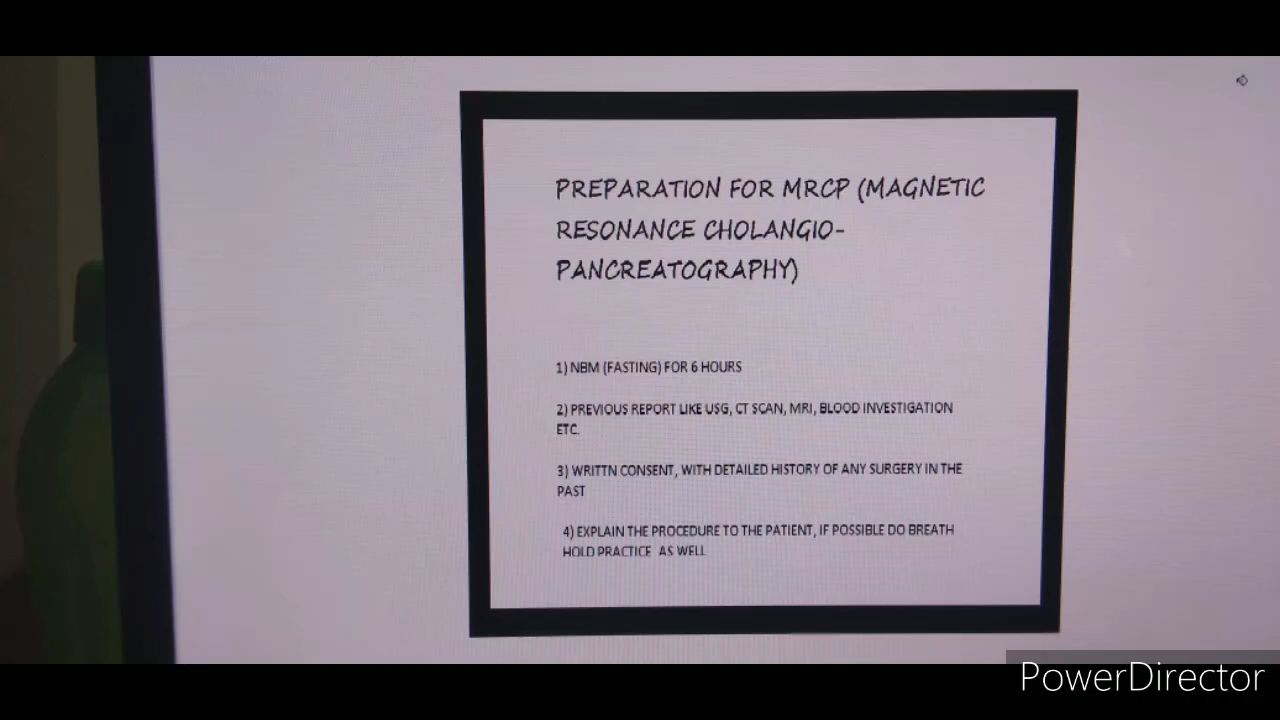 PREPARATION FOR MRCP (MAGNETIC
RESONANCE CHOLANGIO-
PANCREATOGRAPHY)
1) NBM (FASTING) FOR 6 HOURS
2) PREVIOUS REPORT LIKE USG, CT SCAN, MRI, BLOOD INVESTIGATION
ETC.
3) WRITTN CONSENT, WITH DETAILED HISTORY OF ANY SURGERY IN THE
PAST
4) EXPLAIN THE PROCEDURE TO THE PATIENT, IF POSSIBLE DO BREATH
HOLD PRACTICE AS WELL
PowerDirector